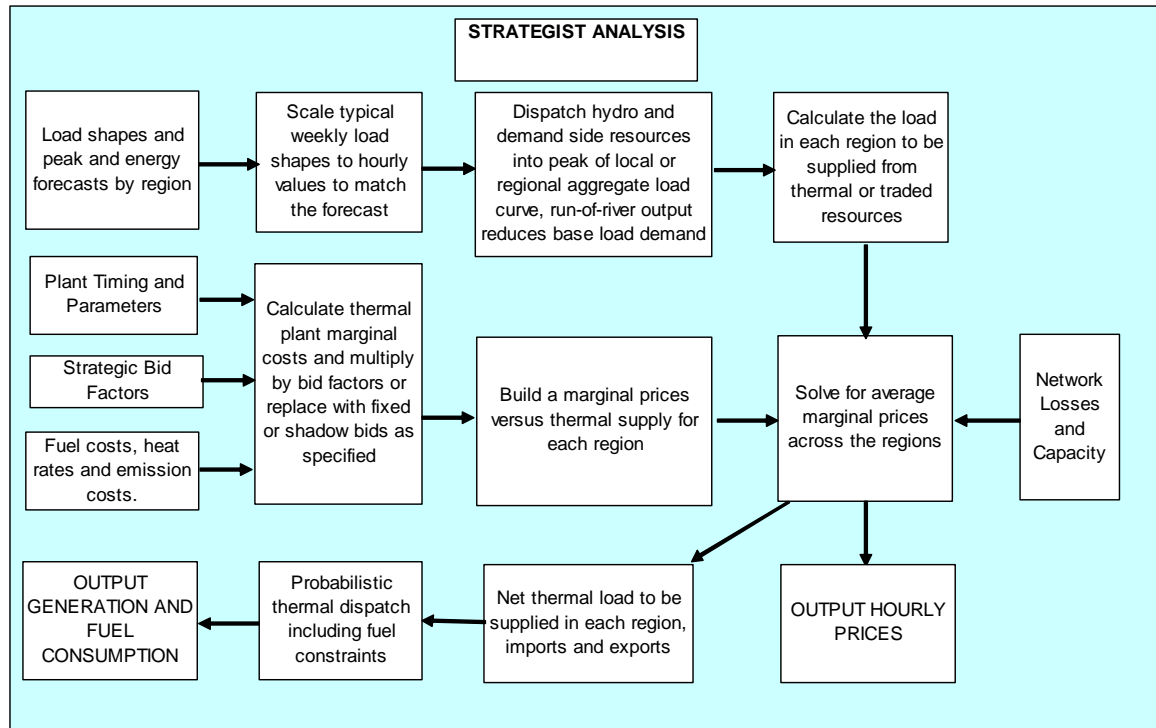 STRATEGIST ANALYSIS
Load shapes and
peak and energy
forecasts by region
Scale typical
weekly load
shapes to hourly
values to match
the forecast
Dispatch hydro and
demand side resources
into peak of local or
regional aggregate load
curve, run-of-river output
reduces base load demand
Calculate the load
in each region to be
supplied from
thermal or traded
resources
Plant Timing and
Parameters
Strategic Bid
Factors
Fuel costs, heat
rates and emission
costs.
Calculate thermal
plant marginal
costs and multiply
by bid factors or
replace with fixed
or shadow bids as
specified
Build a marginal prices
versus thermal supply for
each region
Solve for average
marginal prices
across the regions
Network
Losses
and
Capacity
OUTPUT
GENERATION AND
FUEL
CONSUMPTION
Probabilistic
thermal dispatch
including fuel
constraints
Net thermal load to be
supplied in each region,
imports and exports
OUTPUT HOURLY
PRICES